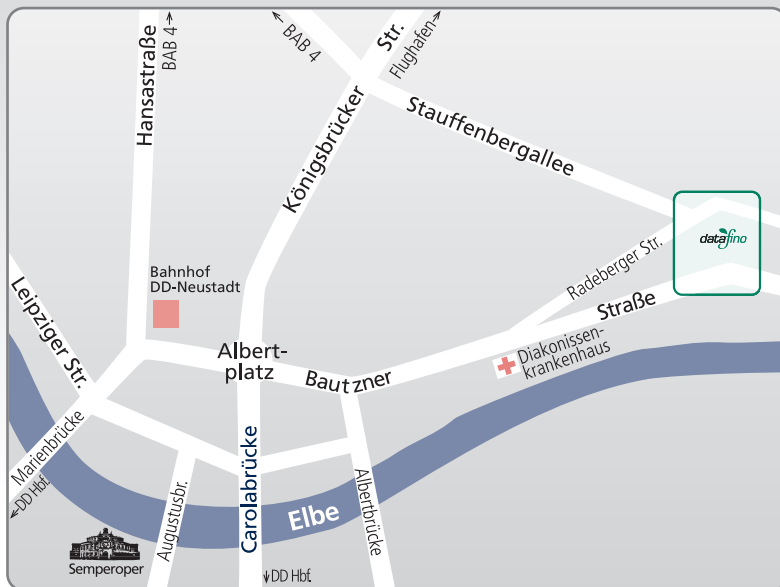 BAB 4
Hansastraße
BAB 4
Königsbrücker Str.
Flughafen
Stauffenbergallee
datafino
Radeberger Str.
Bahnhof
DD-Neustadt
Leipziger Str.
Albert-
platz
Bautzner Straße
Diakonissen-
krankenhaus
Marienbrücke
DD Hbf.
Augustusbr.
Carolabrücke
Albertbrücke
Elbe
Semperoper
DD Hbf.